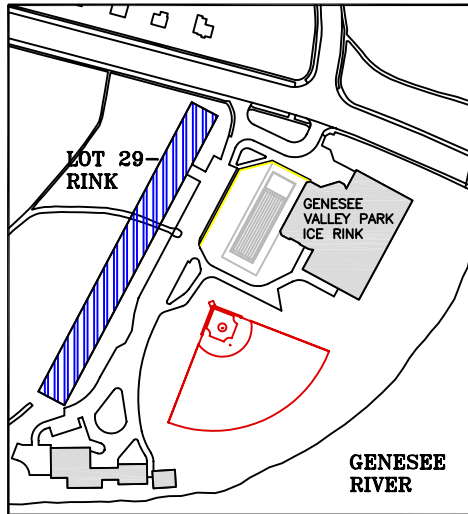 LOT 29-
RINK
GENESEE
VALLEY PARK
ICE RINK
GENESEE
RIVER